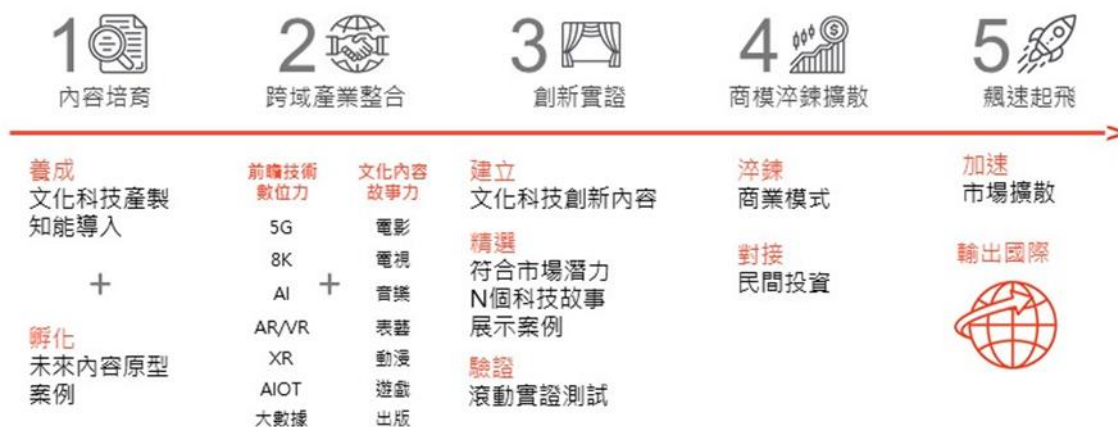 1
內容培育
2
跨域產業整合
3
創新實證
4
商模淬鍊擴散
5
飆速起飛
養成
文化科技產製
知能導入
+
孵化
未來內容原型
案例
前瞻技術
數位力
5G
8K
AI
AR/VR
XR
AIOT
大數據
+
文化內容
故事力
電影
電視
音樂
表藝
動漫
遊戲
出版
建立
文化科技創新內容
精選
符合市場潛力
N個科技故事
展示案例
驗證
滾動實證測試
淬鍊
商業模式
對接
民間投資
加速
市場擴散
輸出國際